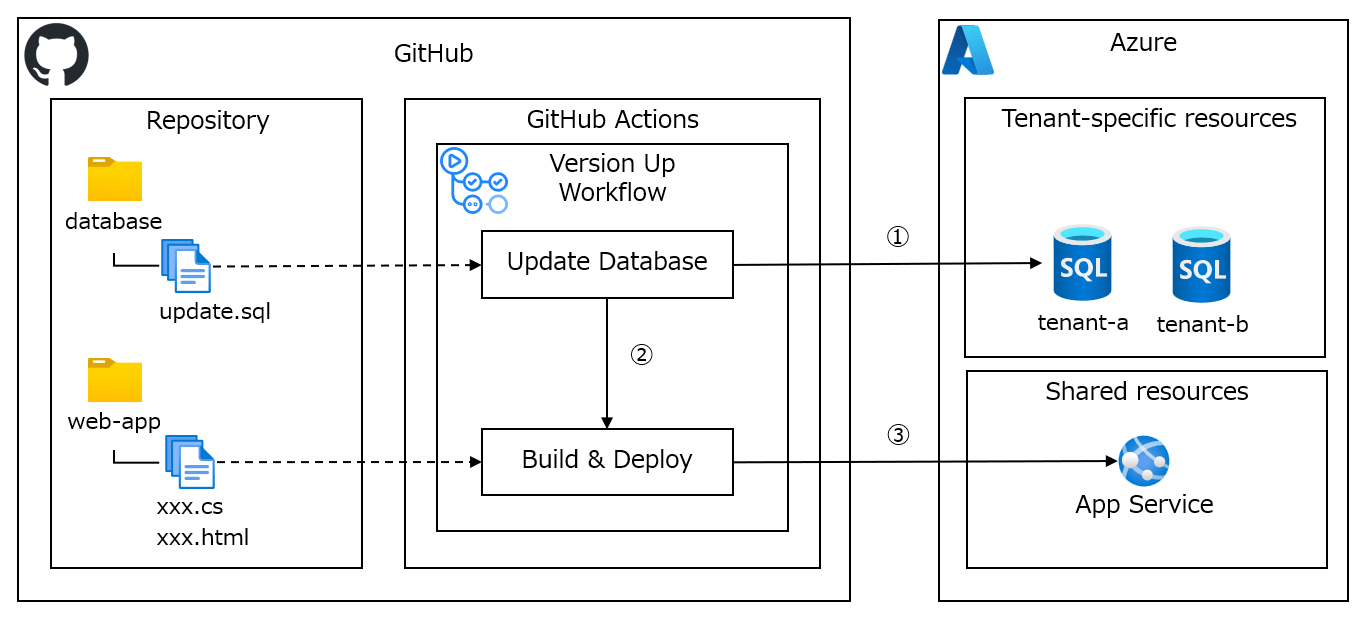 GitHub
Azure
Repository
GitHub Actions
Tenant-specific resources
Version Up
Workflow
database
update.sql
Update Database
①
SQL
SQL
tenant-a
tenant-b
②
web-app
xxx.cs
xxx.html
Build & Deploy
③
Shared resources
App Service